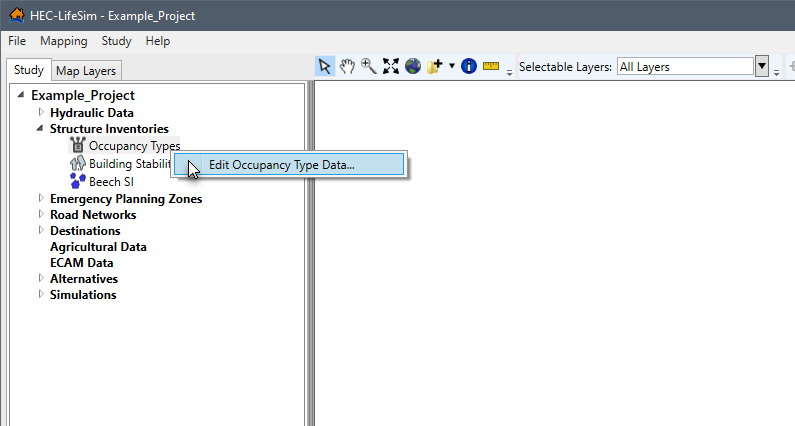 HEC-LifeSim - Example_Project
File Mapping Study Help
Study Map Layers
Selectable Layers: All Layers
Example_Project
Hydraulic Data
Structure Inventories
Occupancy Types
Building Stabilit
Edit Occupancy Type Data...
Beech SI
Emergency Planning Zones
Road Networks
Destinations
Agricultural Data
ECAM Data
Alternatives
Simulations